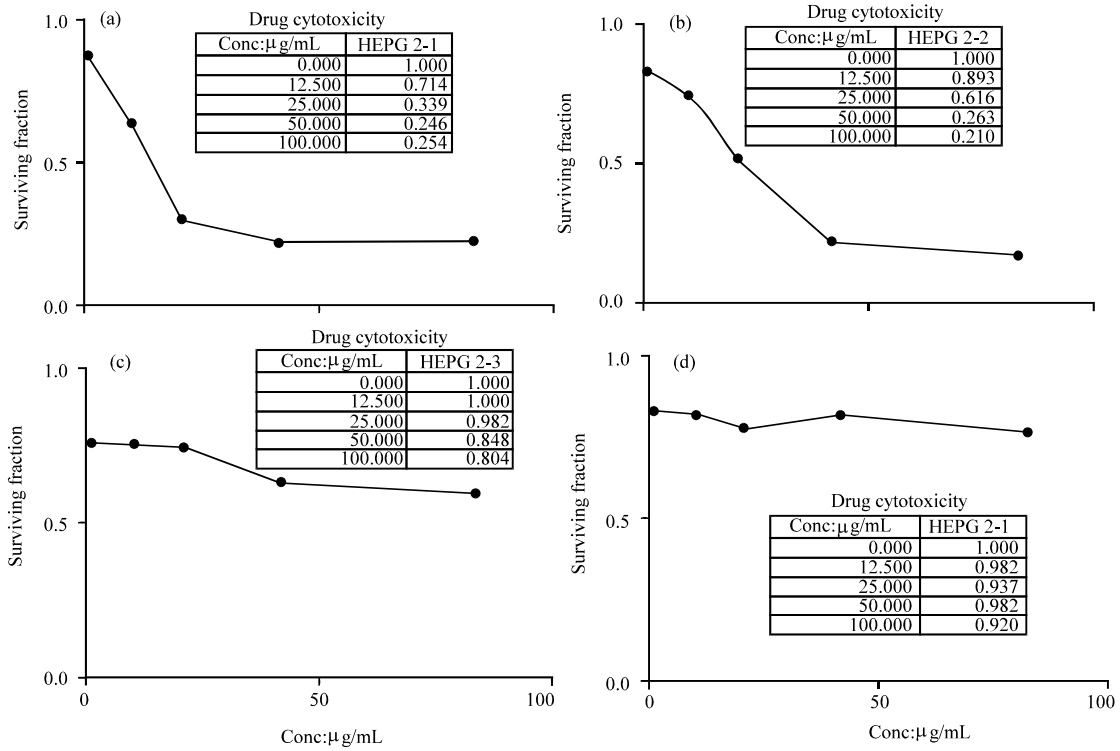 (a)
Drug cytotoxicity
Conc:μg/mL HEPG 2-1
0.000 1.000
12.500 0.714
25.000 0.339
50.000 0.246
100.000 0.254
Surviving fraction
1.0
0.5
0.0
50
100
(b)
Drug cytotoxicity
Conc:μg/mL HEPG 2-2
0.000 1.000
12.500 0.893
25.000 0.616
50.000 0.263
100.000 0.210
Surviving fraction
1.0
0.5
0.0
50
100
(c)
Drug cytotoxicity
Conc:μg/mL HEPG 2-3
0.000 1.000
12.500 1.000
25.000 0.982
50.000 0.848
100.000 0.804
Surviving fraction
1.0
0.5
0.0
0 50 100
Conc:μg/mL
(d)
Drug cytotoxicity
Conc:μg/mL HEPG 2-1
0.000 1.000
12.500 0.982
25.000 0.937
50.000 0.982
100.000 0.920
Surviving fraction
1.0
0.5
0.0
0 50 100
Conc:μg/mL